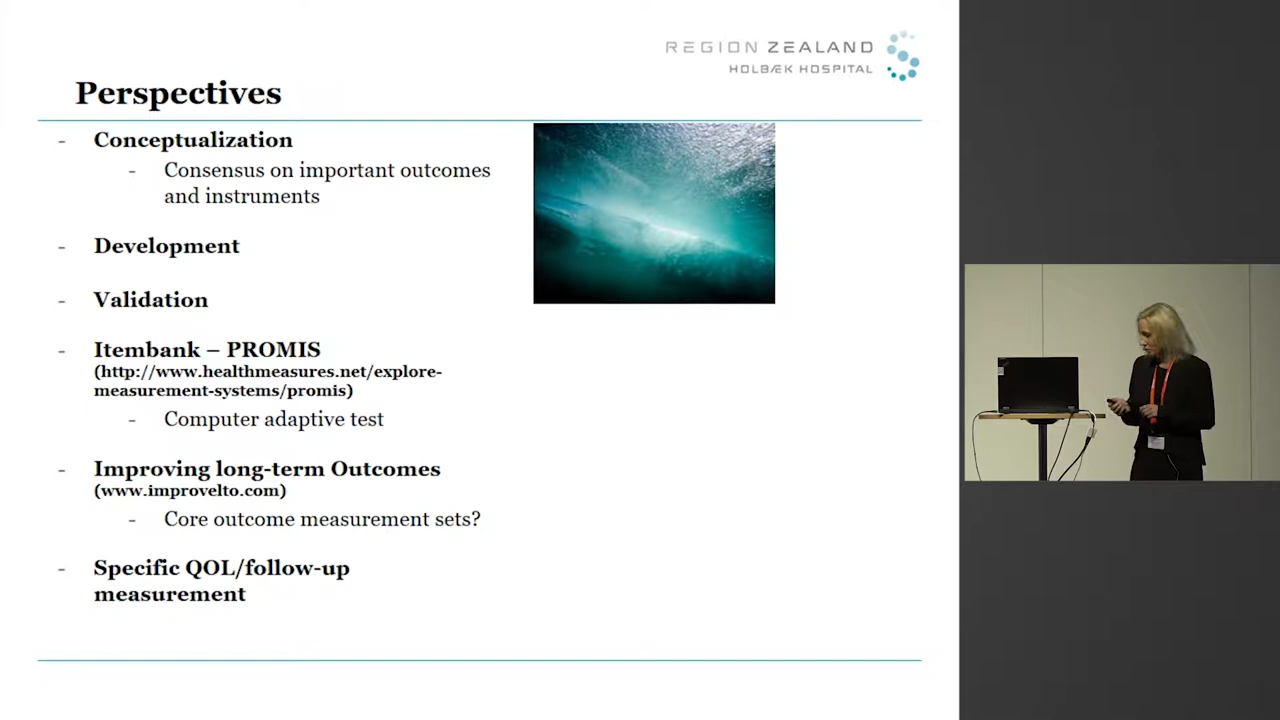 REGION ZEALAND
HOLBÆK HOSPITAL
Perspectives
- Conceptualization
- Consensus on important outcomes
and instruments
- Development
- Validation
- Itembank – PROMIS
(http://www.healthmeasures.net/explore-
measurement-systems/promis)
- Computer adaptive test
- Improving long-term Outcomes
(www.improvelto.com)
- Core outcome measurement sets?
- Specific QOL/follow-up
measurement